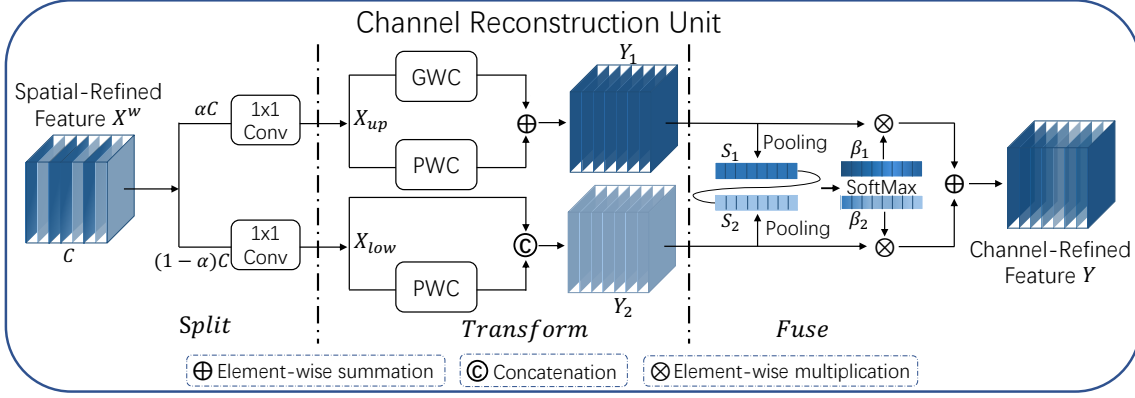 Channel Reconstruction Unit
Spatial-Refined
Feature X^w
C
αC
1x1
Conv
(1 − α)C
1x1
Conv
Split
X_up
GWC
PWC
X_low
PWC
Y_1
Y_2
Transform
S_1
Pooling
S_2
Pooling
β_1
SoftMax
β_2
Fuse
Channel-Refined
Feature Y
⊕ Element-wise summation
© Concatenation
⊗ Element-wise multiplication